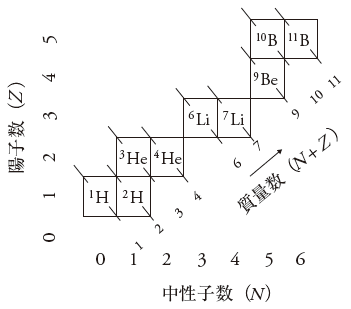 陽子数 (Z)
5
4
3
2
1
0
¹⁰B ¹¹B
⁹Be
⁶Li ⁷Li
³He ⁴He
¹H ²H
1 2 3 4 6 7 9 10 11
質量数 (N+Z)
0 1 2 3 4 5 6
中性子数 (N)